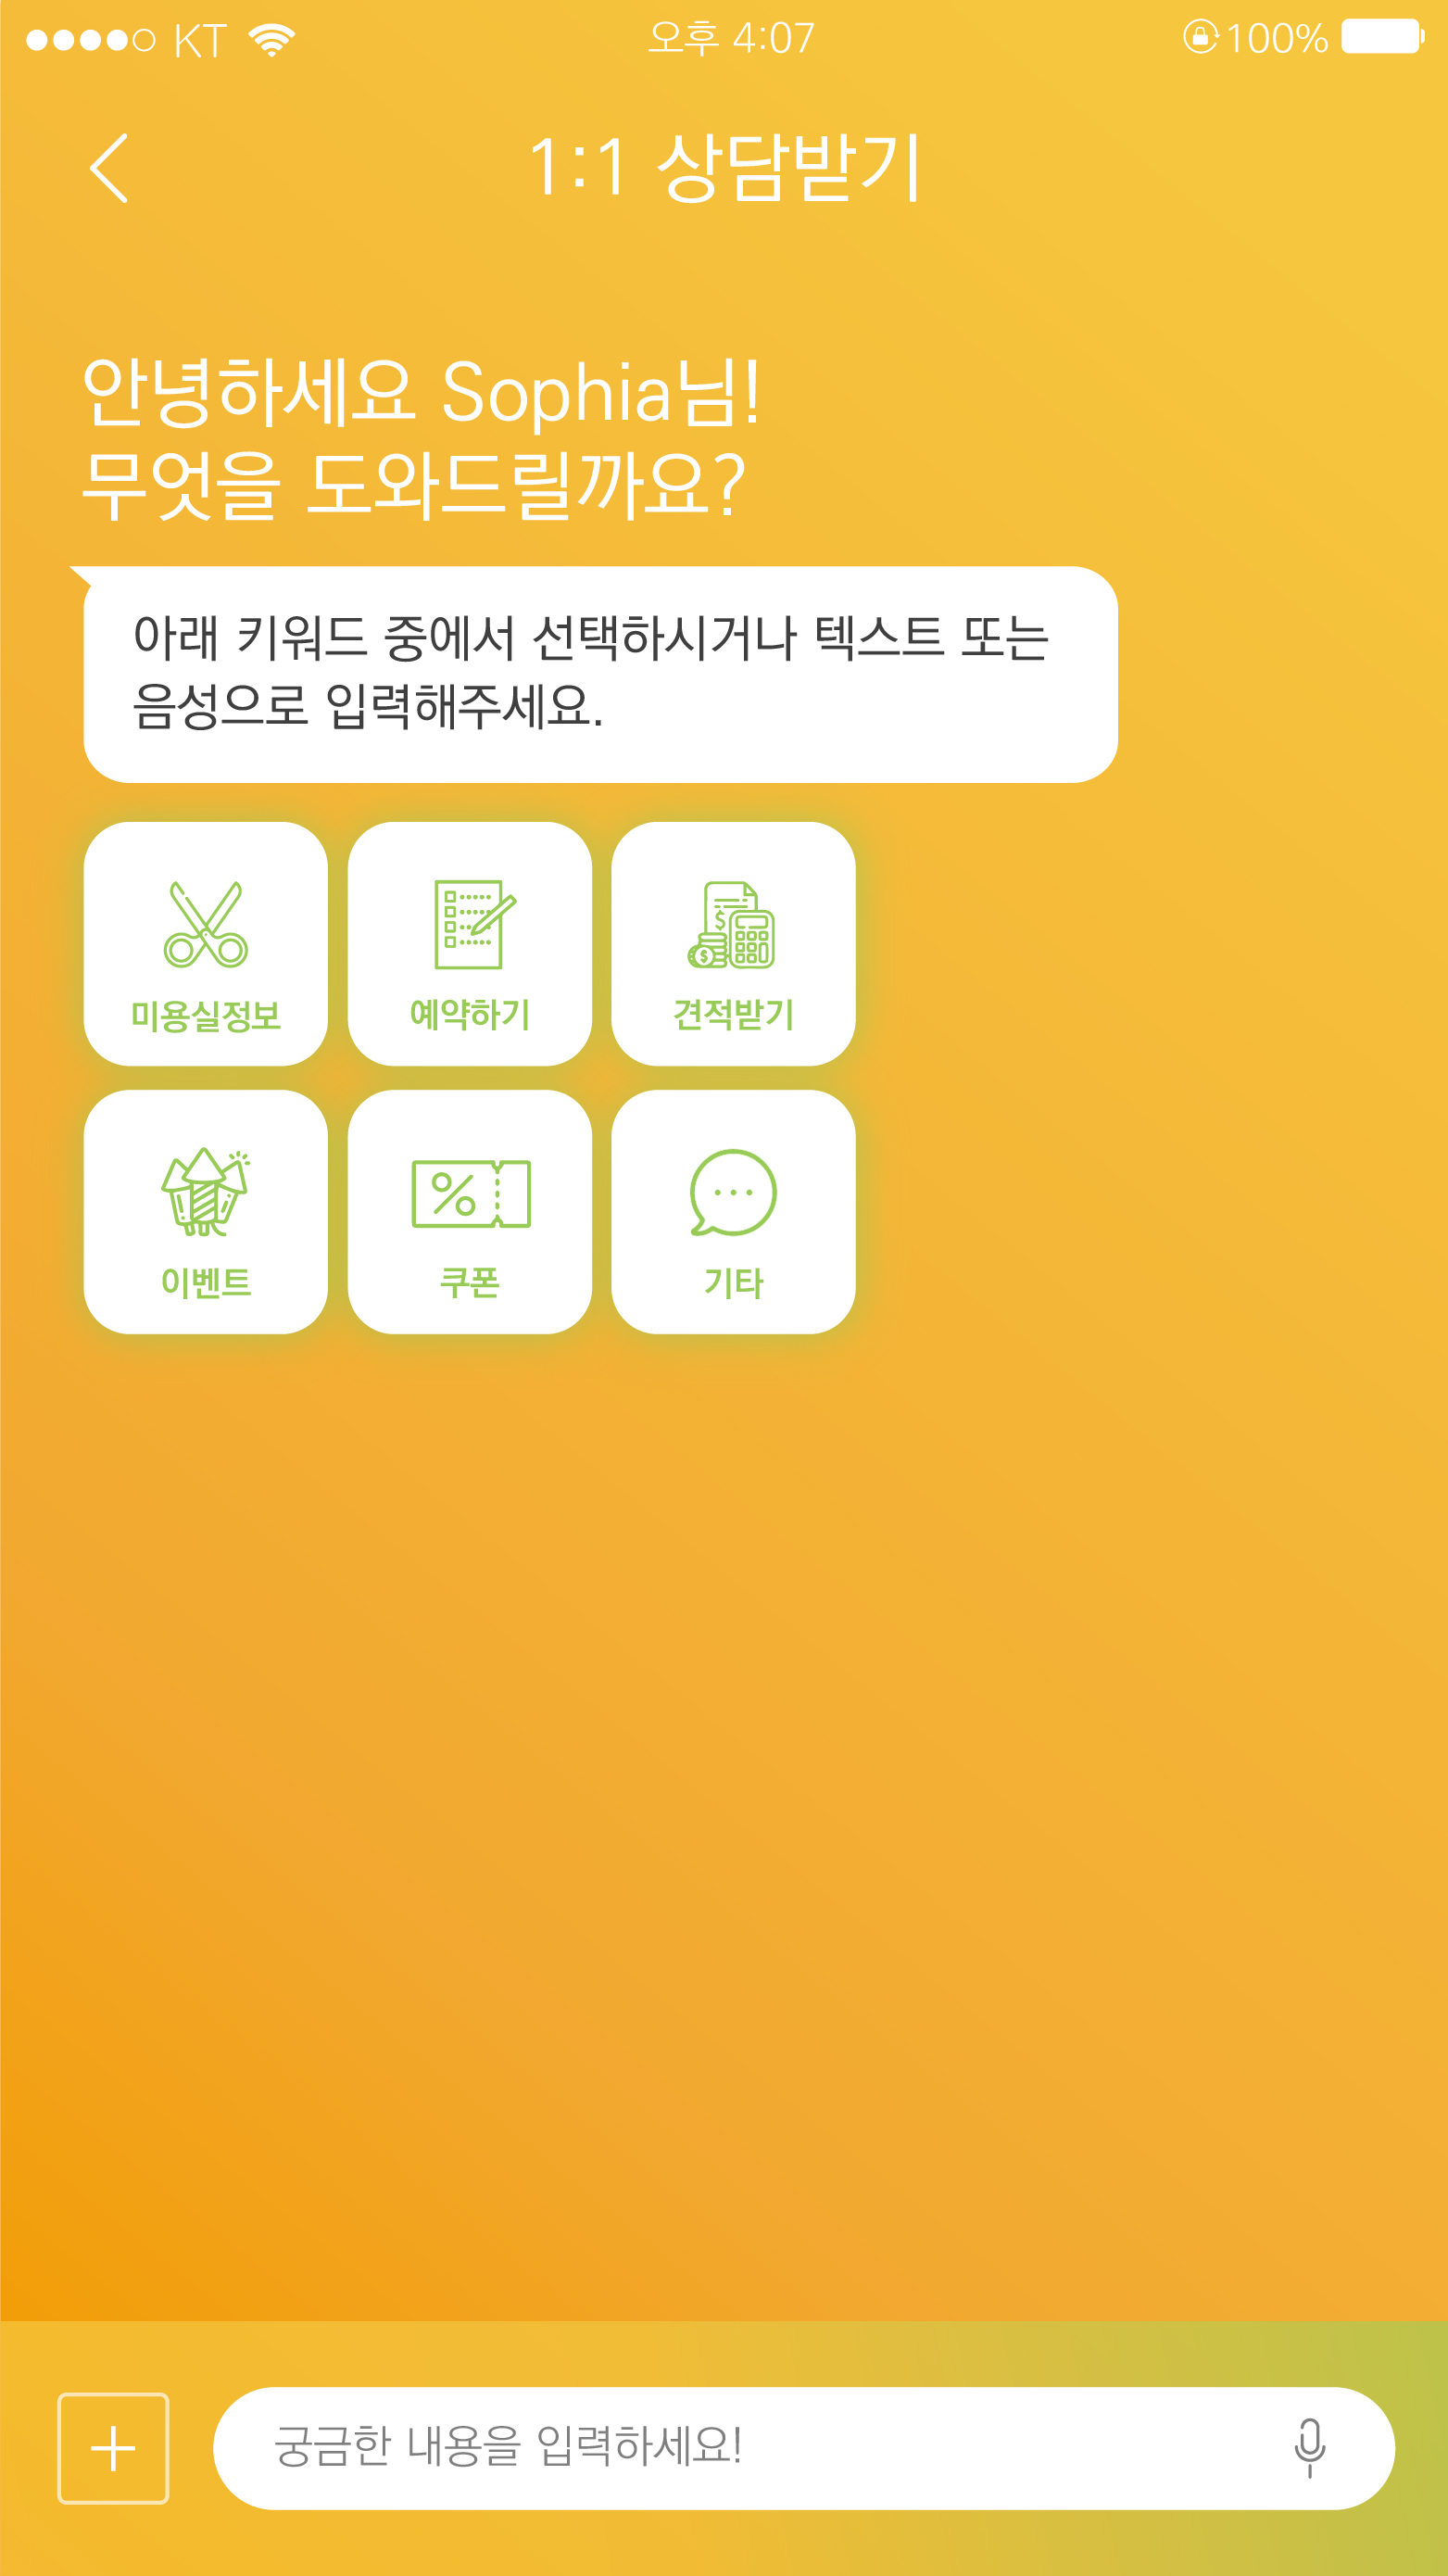 KT 오후 4:07 100%
1:1 상담받기
안녕하세요 Sophia님!
무엇을 도와드릴까요?
아래 키워드 중에서 선택하시거나 텍스트 또는
음성으로 입력해주세요.
미용실정보 예약하기 견적받기
이벤트 쿠폰 기타
궁금한 내용을 입력하세요!